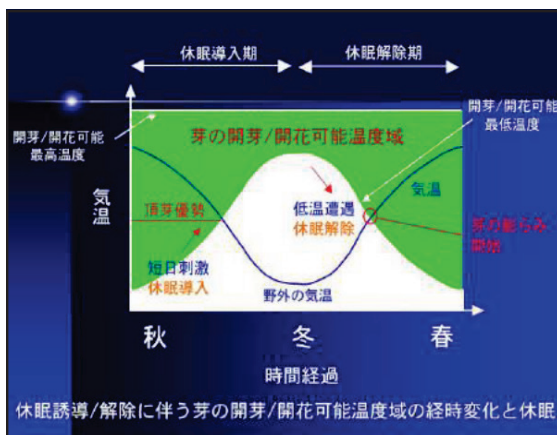 休眠導入期
休眠解除期
開芽/開花可能
最低温度
開芽/開花可能
最高温度
芽の開芽/開花可能温度域
気温
気温
頂芽優勢
低温遭遇
休眠解除
芽の膨らみ
開始
短日刺激
休眠導入
野外の気温
秋
冬
春
時間経過
休眠誘導/解除に伴う芽の開芽/開花可能温度域の経時変化と休眠